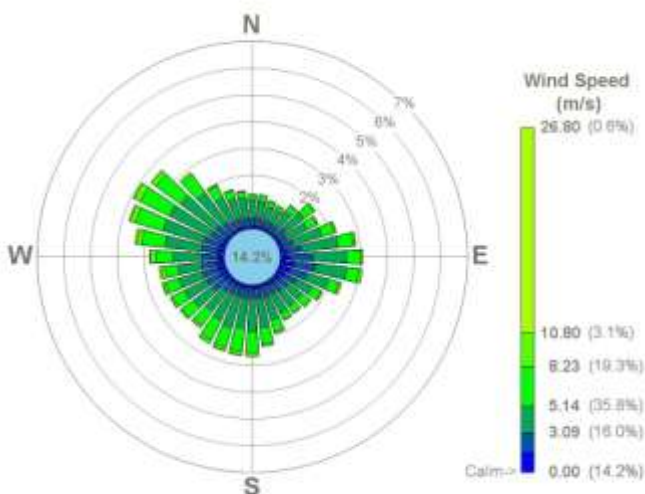 N
7%
6%
5%
4%
3%
2%
W
14.2%
E
S
Wind Speed
(m/s)
26.80 (0.6%)
10.80 (3.1%)
8.23 (19.3%)
5.14 (35.8%)
3.09 (16.0%)
Calm-> 0.00 (14.2%)